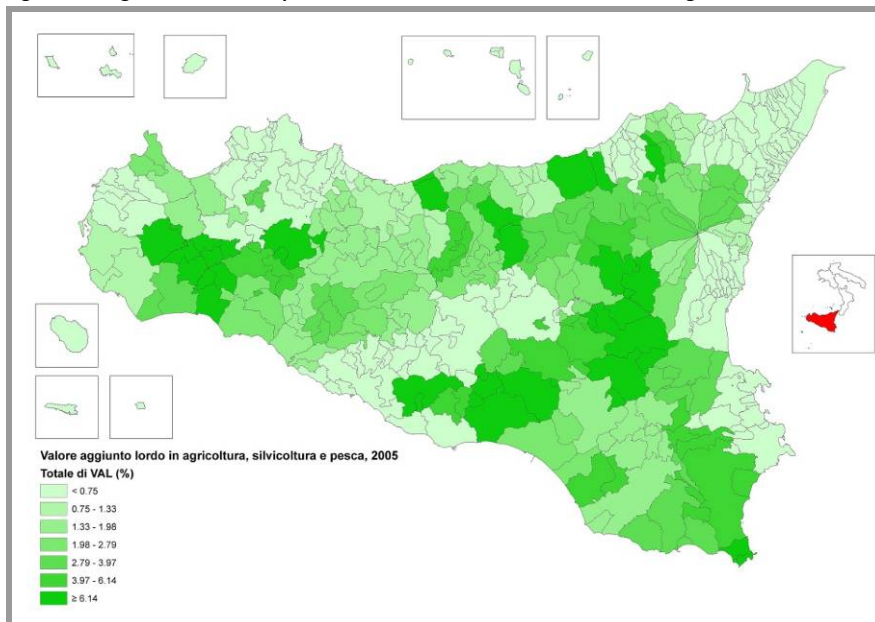 Valore aggiunto lordo in agricoltura, silvicoltura e pesca, 2005
Totale di VAL (%)
< 0.75
0.75 - 1.33
1.33 - 1.98
1.98 - 2.79
2.79 - 3.97
3.97 - 6.14
≥ 6.14